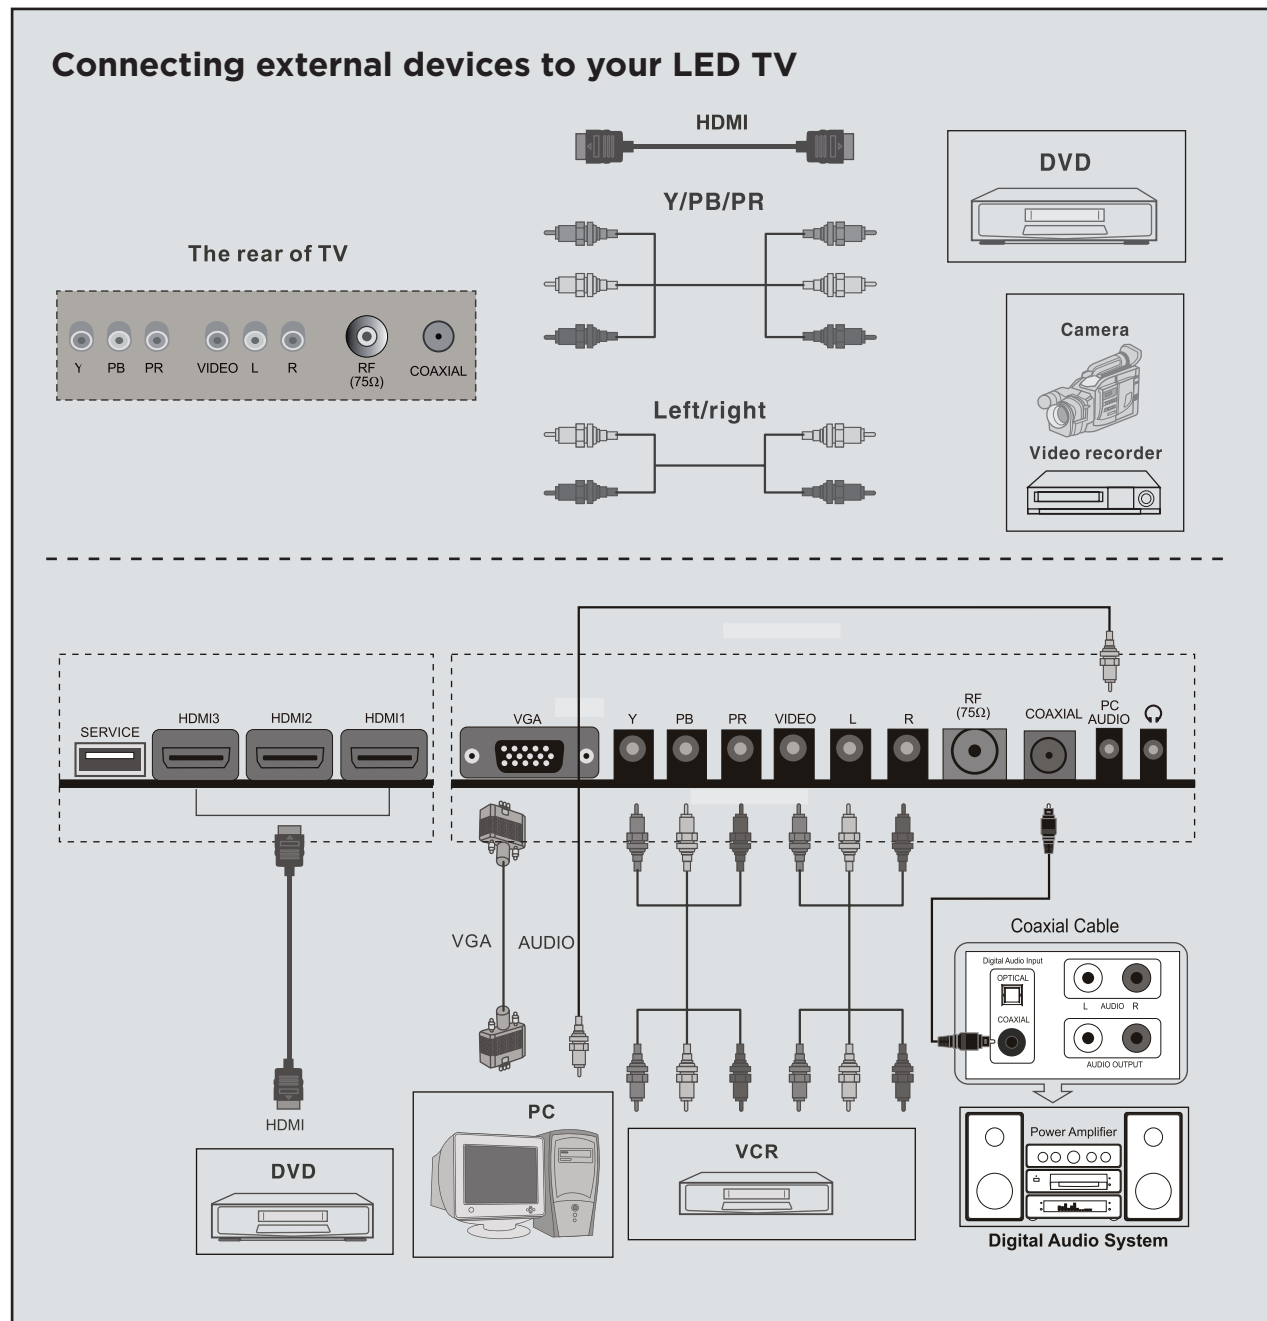 Connecting external devices to your LED TV
HDMI
DVD
Y/PB/PR
The rear of TV
Y PB PR VIDEO L R RF COAXIAL
(75Ω)
Camera
Left/right
Video recorder
SERVICE HDMI3 HDMI2 HDMI1
VGA Y PB PR VIDEO L R RF COAXIAL PC
(75Ω) AUDIO
VGA AUDIO
Coaxial Cable
Digital Audio Input
OPTICAL
L AUDIO R
COAXIAL
AUDIO OUTPUT
HDMI
PC
DVD
VCR
Power Amplifier
Digital Audio System